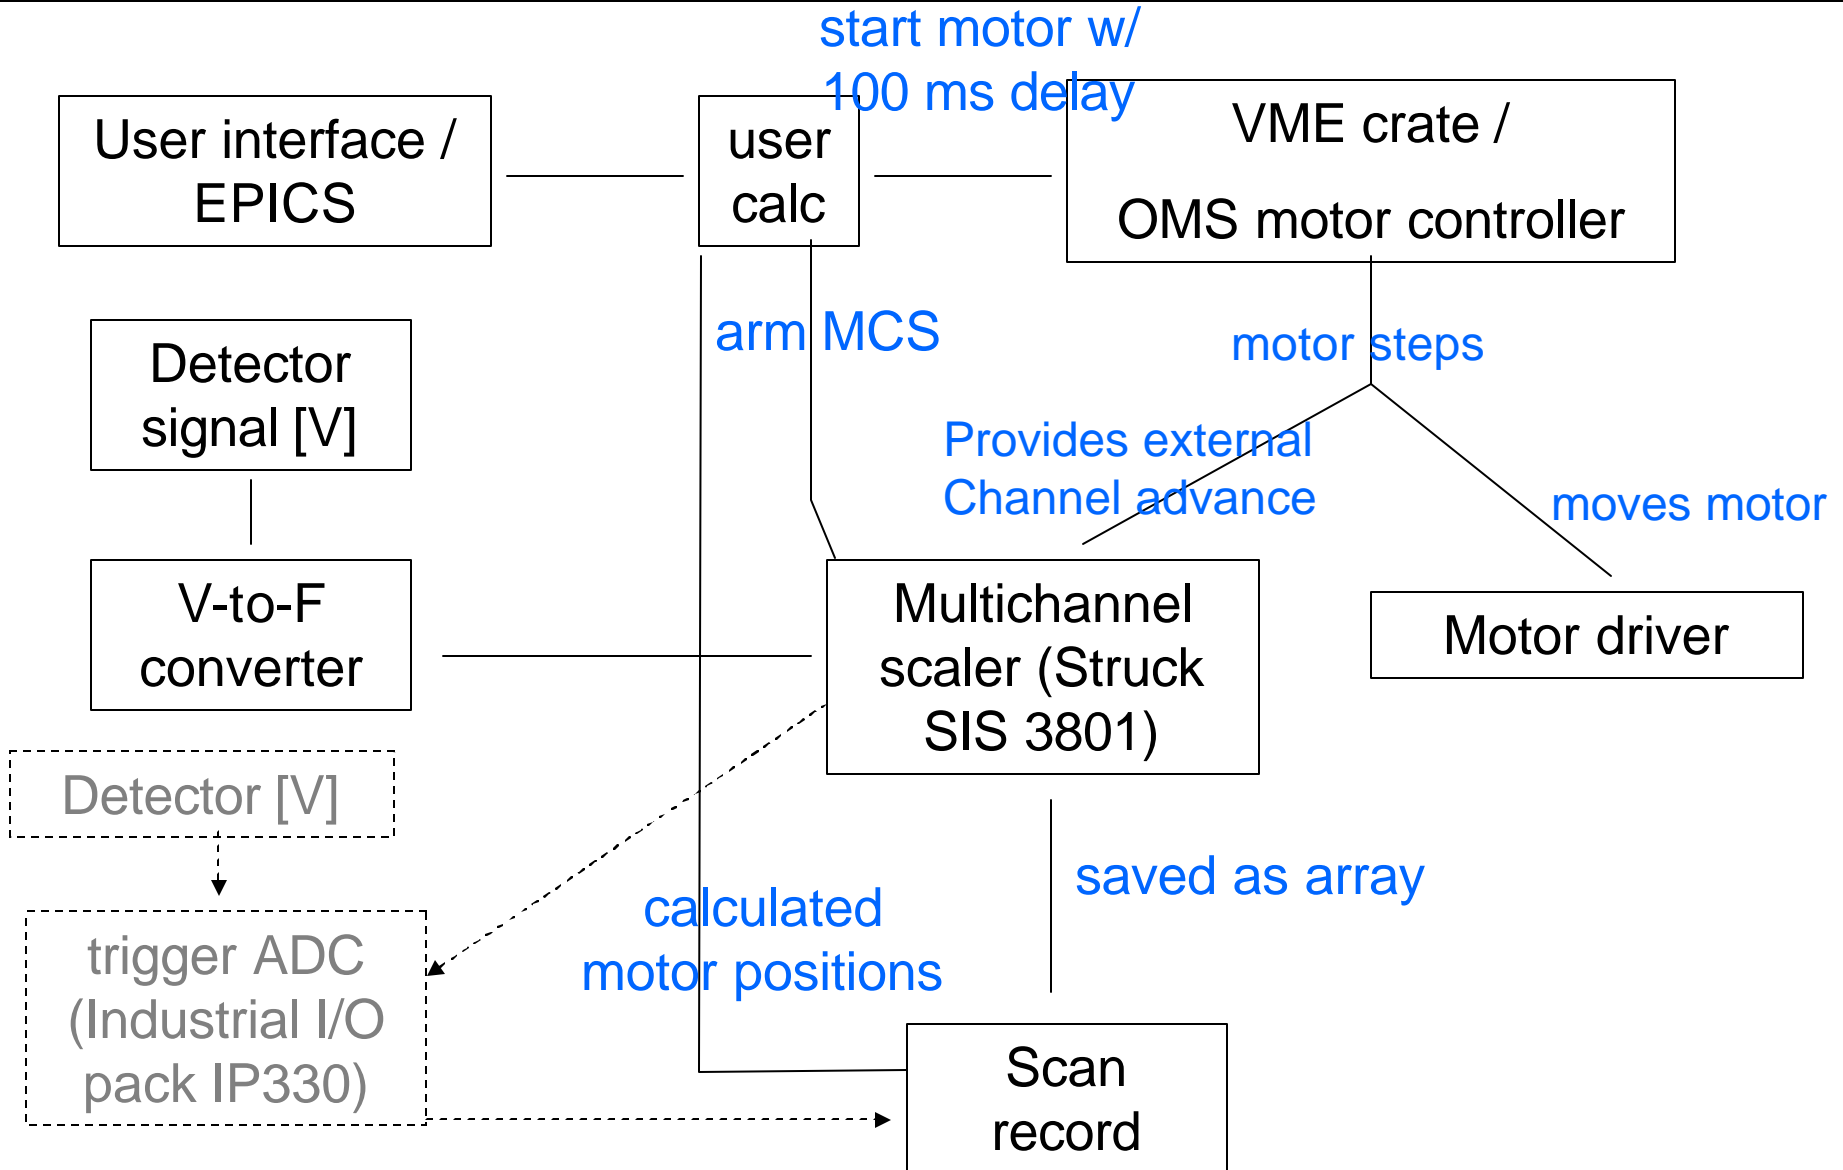 start motor w/
100 ms delay
User interface /
EPICS
user
calc
VME crate /
OMS motor controller
Detector
signal [V]
arm MCS
motor steps
Provides external
Channel advance
moves motor
V-to-F
converter
Multichannel
scaler (Struck
SIS 3801)
Motor driver
Detector [V]
trigger ADC
(Industrial I/O
pack IP330)
calculated
motor positions
saved as array
Scan
record